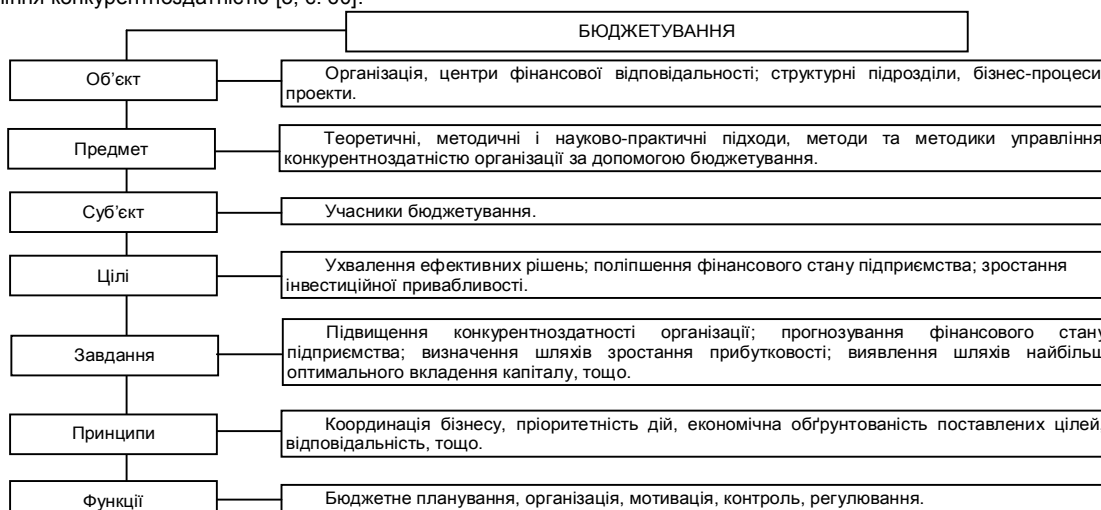 конкурентноздатністю
БЮДЖЕТУВАННЯ
Об’єкт
Організація, центри фінансової відповідальності; структурні підрозділи, бізнес-процеси
проекти.
Предмет
Теоретичні, методичні і науково-практичні підходи, методи та методики управління
конкурентноздатністю організації за допомогою бюджетування.
Суб’єкт
Учасники бюджетування.
Цілі
Ухвалення ефективних рішень; поліпшення фінансового стану підприємства; зростання
інвестиційної привабливості.
Завдання
Підвищення конкурентноздатності організації; прогнозування фінансового стану
підприємства; визначення шляхів зростання прибутковості; виявлення шляхів найбільш
оптимального вкладення капіталу, тощо.
Принципи
Координація бізнесу, пріоритетність дій, економічна обґрунтованість поставлених цілей,
відповідальність, тощо.
Функції
Бюджетне планування, організація, мотивація, контроль, регулювання.